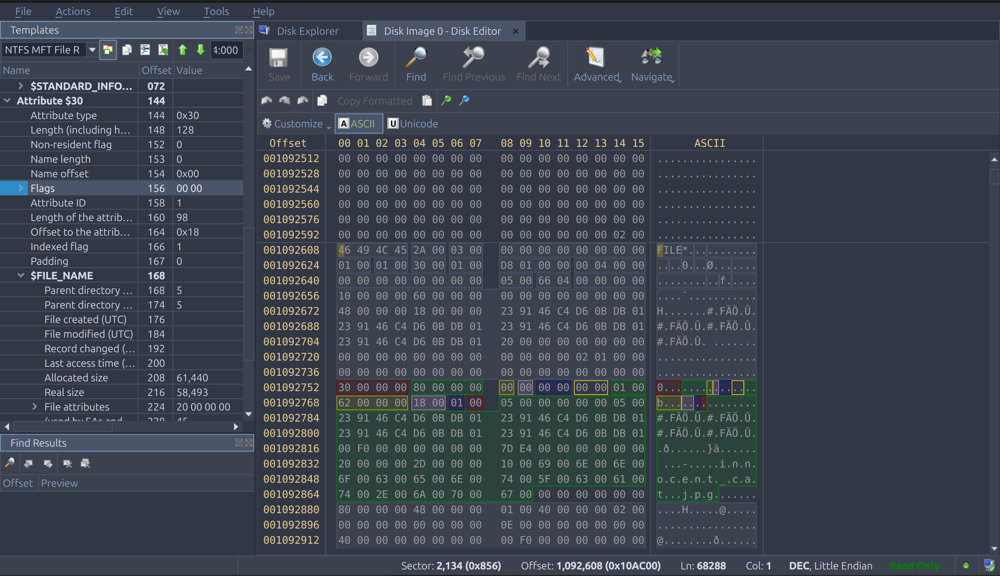 File Actions Edit View Tools Help
Templates
NTFS MFT File R 4:000
Name Offset Value
$STANDARD_INFO... 072
Attribute $30 144
Attribute type 144 0x30
Length (including h... 148 128
Non-resident flag 152 0
Name length 153 0
Name offset 154 0x00
Flags 156 00 00
Attribute ID 158 1
Length of the attrib... 160 98
Offset to the attrib... 164 0x18
Indexed flag 166 1
Padding 167 0
$FILE_NAME 168
Parent directory ... 168 5
Parent directory ... 174 5
File created (UTC) 176
File modified (UTC) 184
Record changed (... 192
Last access time (... 200
Allocated size 208 61,440
Real size 216 58,493
File attributes 224 20 00 00 00
(used by EAs and 228 45
Find Results
Offset Preview
Disk Explorer Disk Image 0 - Disk Editor
Save Back Forward Find Find Previous Find Next Advanced Navigate
Copy Formatted
Customize A ASCII U Unicode
Offset 00 01 02 03 04 05 06 07 08 09 10 11 12 13 14 15 ASCII
001092512 00 00 00 00 00 00 00 00 00 00 00 00 00 00 00 00 ................
001092528 00 00 00 00 00 00 00 00 00 00 00 00 00 00 00 00 ................
001092544 00 00 00 00 00 00 00 00 00 00 00 00 00 00 00 00 ................
001092560 00 00 00 00 00 00 00 00 00 00 00 00 00 00 00 00 ................
001092576 00 00 00 00 00 00 00 00 00 00 00 00 00 00 00 00 ................
001092592 00 00 00 00 00 00 00 00 00 00 00 00 00 00 02 00 ................
001092608 46 49 4C 45 2A 00 03 00 00 00 00 00 00 00 00 00 FILE*...........
001092624 01 00 01 00 30 00 01 00 D8 01 00 00 00 04 00 00 ....0...Ø.......
001092640 00 00 00 00 00 00 00 00 05 00 66 04 00 00 00 00 ..........f.....
001092656 10 00 00 00 60 00 00 00 00 00 00 00 00 00 00 00 ....`...........
001092672 48 00 00 00 18 00 00 00 23 91 46 C4 D6 0B DB 01 H.......#.FÄÖ.Û.
001092688 23 91 46 C4 D6 0B DB 01 23 91 46 C4 D6 0B DB 01 #.FÄÖ.Û.#.FÄÖ.Û.
001092704 23 91 46 C4 D6 0B DB 01 20 00 00 00 00 00 00 00 #.FÄÖ.Û. .......
001092720 00 00 00 00 00 00 00 00 00 00 00 00 02 01 00 00 ................
001092736 00 00 00 00 00 00 00 00 00 00 00 00 00 00 00 00 ................
001092752 30 00 00 00 80 00 00 00 00 00 00 00 00 00 01 00 0...............
001092768 62 00 00 00 18 00 01 00 05 00 00 00 00 00 05 00 b...............
001092784 23 91 46 C4 D6 0B DB 01 23 91 46 C4 D6 0B DB 01 #.FÄÖ.Û.#.FÄÖ.Û.
001092800 23 91 46 C4 D6 0B DB 01 23 91 46 C4 D6 0B DB 01 #.FÄÖ.Û.#.FÄÖ.Û.
001092816 00 F0 00 00 00 00 00 00 7D E4 00 00 00 00 00 00 .ð......}ä......
001092832 20 00 00 00 2D 00 00 00 10 00 69 00 6E 00 6E 00 ...-.....i.n.n.
001092848 6F 00 63 00 65 00 6E 00 74 00 5F 00 63 00 61 00 o.c.e.n.t._.c.a.
001092864 74 00 2E 00 6A 00 70 00 67 00 00 00 00 00 00 00 t...j.p.g.......
001092880 80 00 00 00 48 00 00 00 01 00 40 00 00 00 02 00 ....H.....@.....
001092896 00 00 00 00 00 00 00 00 0E 00 00 00 00 00 00 00 ................
001092912 40 00 00 00 00 00 00 00 00 F0 00 00 00 00 00 00 @........ð......
Sector: 2,134 (0x856) Offset: 1,092,608 (0x10AC00) Ln: 68288 Col: 1 DEC, Little Endian Read Only